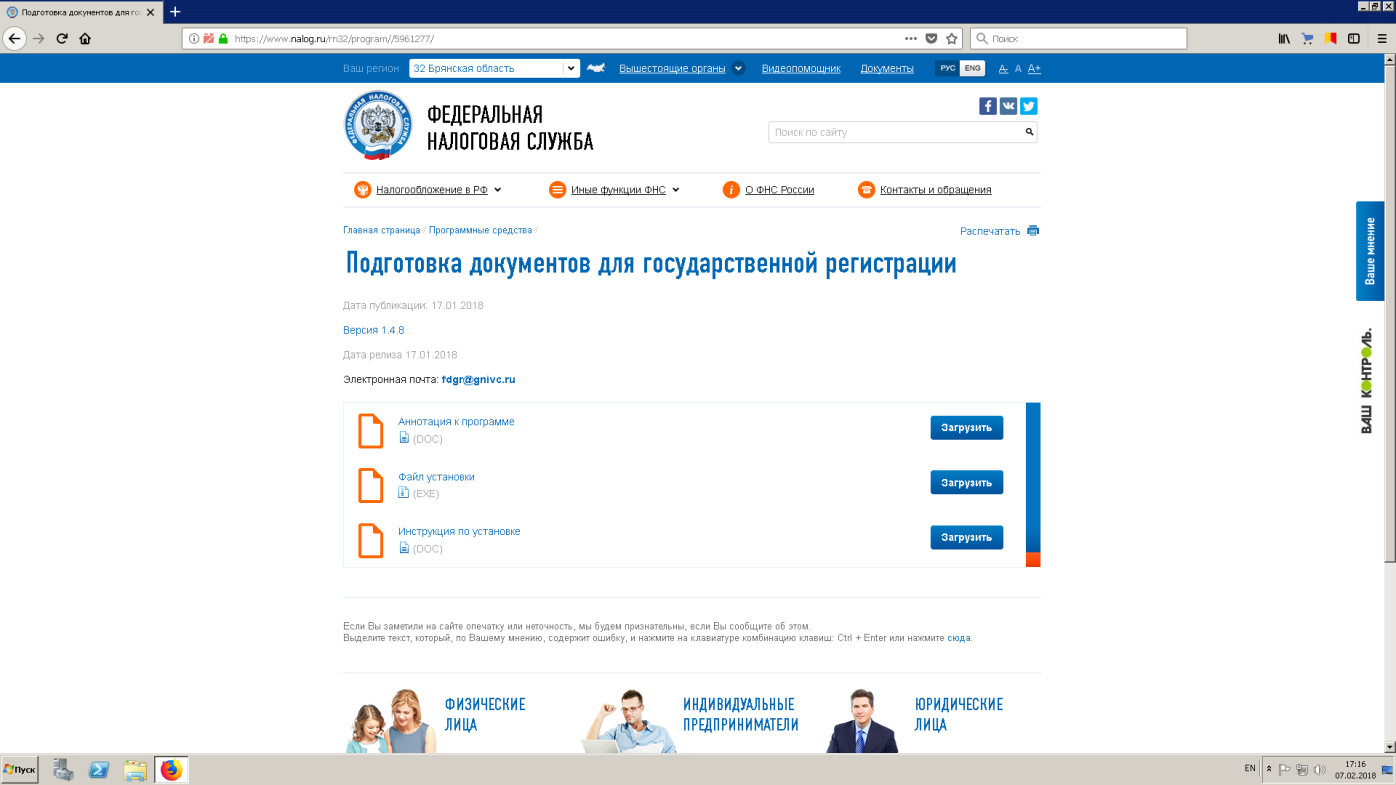 Подготовка документов для гос
https://www.nalog.ru/rn32/program//5961277/
Поиск
Ваш регион
32 Брянская область
Вышестоящие органы
Видеопомощник
Документы
РУС ENG
A- A A+
ФЕДЕРАЛЬНАЯ
НАЛОГОВАЯ СЛУЖБА
Поиск по сайту
Налогообложение в РФ
Иные функции ФНС
О ФНС России
Контакты и обращения
Главная страница / Программные средства /
Распечатать
Подготовка документов для государственной регистрации
Дата публикации: 17.01.2018
Версия 1.4.8
Дата релиза 17.01.2018
Электронная почта: fdgr@gnivc.ru
Аннотация к программе
(DOC)
Загрузить
Файл установки
(EXE)
Загрузить
Инструкция по установке
(DOC)
Загрузить
Ваше мнение
ВАШ КОНТРОЛЬ.
Если Вы заметили на сайте опечатку или неточность, мы будем признательны, если Вы сообщите об этом.
Выделите текст, который, по Вашему мнению, содержит ошибку, и нажмите на клавиатуре комбинацию клавиш: Ctrl + Enter или нажмите сюда.
ФИЗИЧЕСКИЕ
ЛИЦА
ИНДИВИДУАЛЬНЫЕ
ПРЕДПРИНИМАТЕЛИ
ЮРИДИЧЕСКИЕ
ЛИЦА
Пуск
EN
17:16
07.02.2018